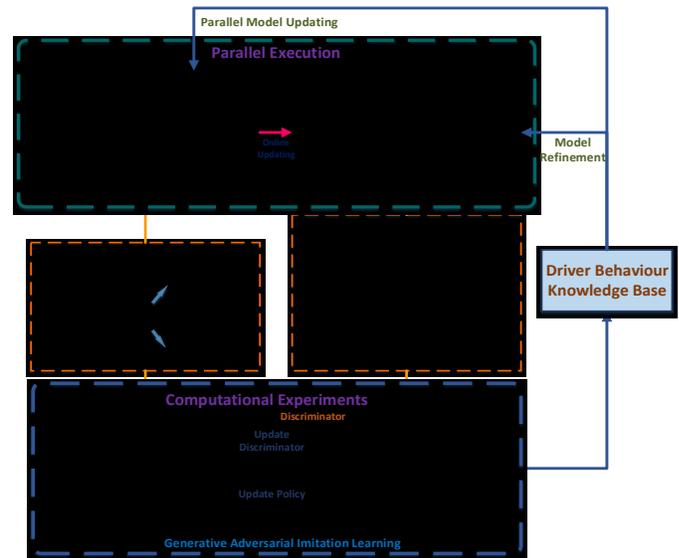 Parallel Model Updating
Parallel Execution
Online
Updating
Model
Refinement
Driver Behaviour
Knowledge Base
Computational Experiments
Discriminator
Update
Discriminator
Update Policy
Generative Adversarial Imitation Learning